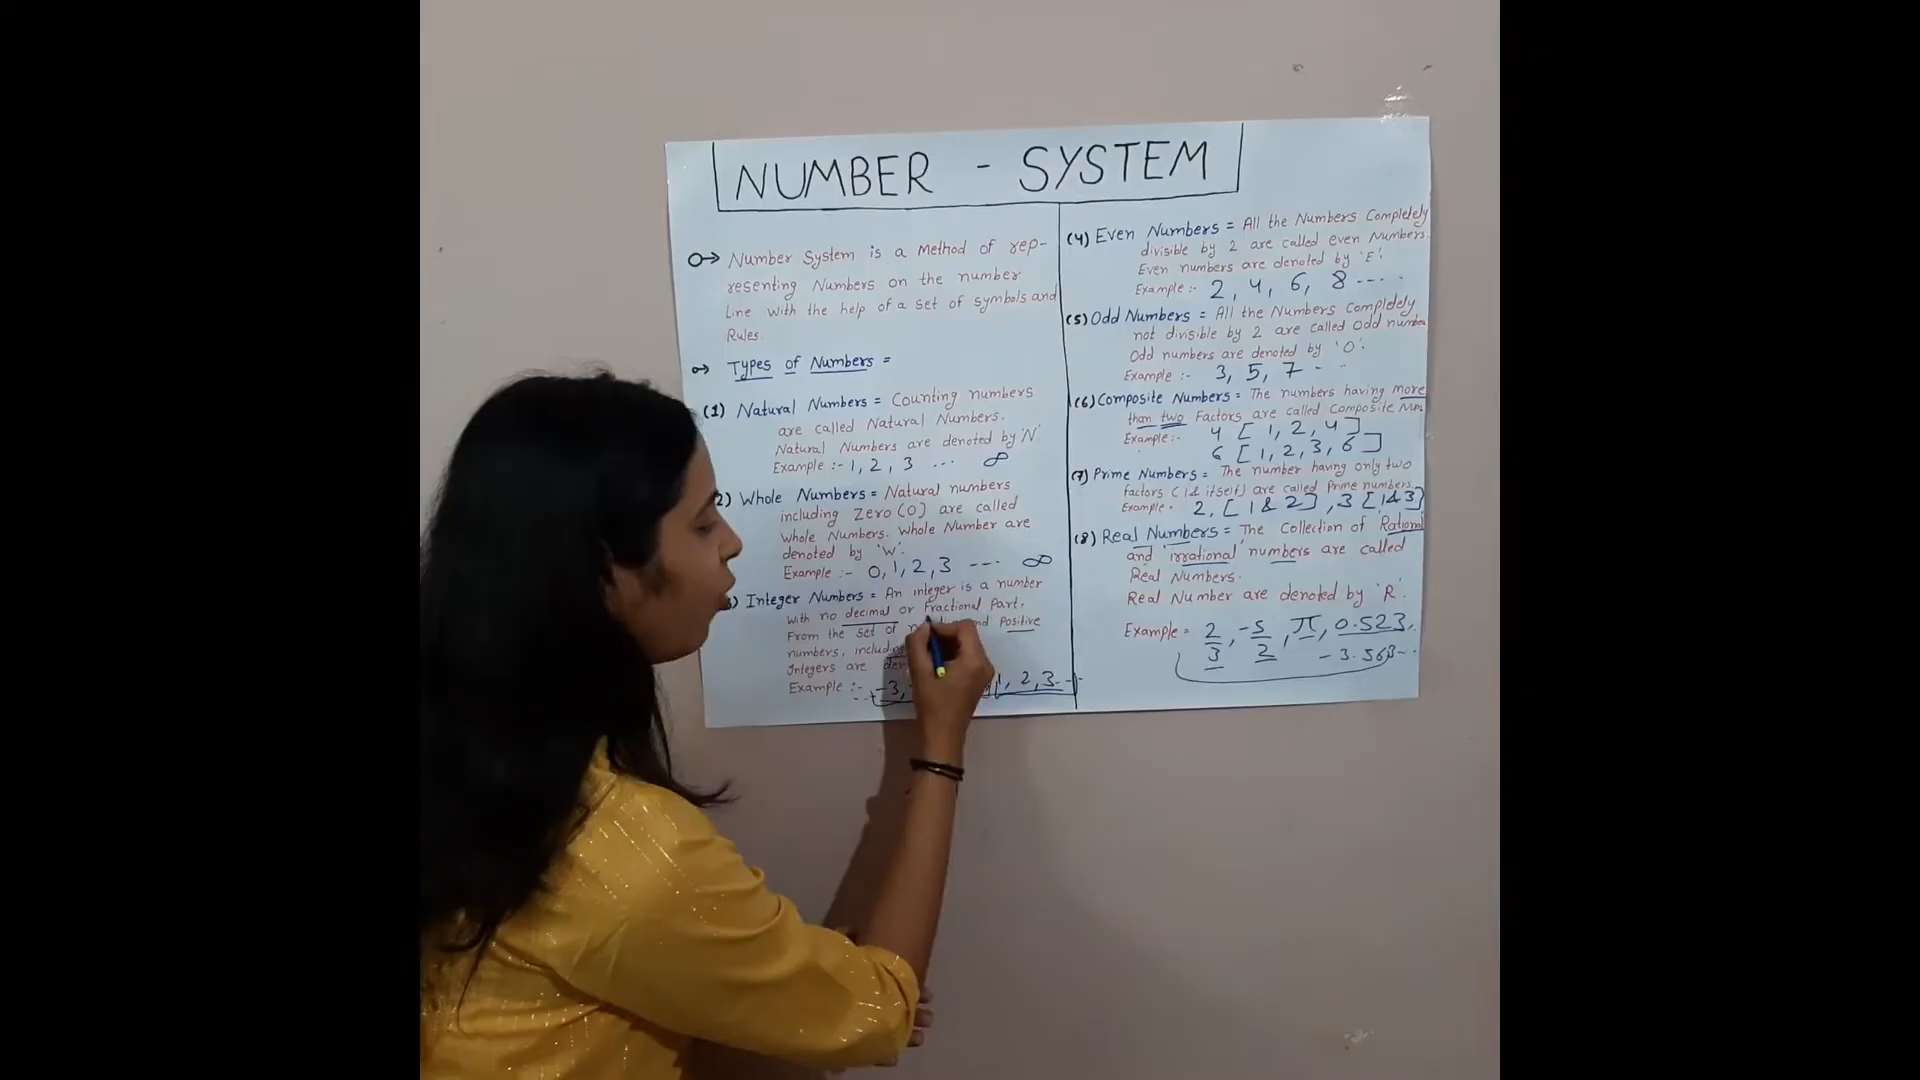 NUMBER - SYSTEM
Number System is a Method of rep-
resenting Numbers on the number
Line with the help of a set of symbols and
Rules.
Types of Numbers =
(1) Natural Numbers = Counting numbers
are called Natural Numbers.
Natural Numbers are denoted by 'N'
Example :- 1, 2, 3 ... ∞
2) Whole Numbers = Natural numbers
including Zero (0) are called
Whole Numbers. Whole Number are
denoted by 'W'.
Example :- 0, 1, 2, 3 --- ∞
) Integer Numbers = An integer is a number
With no decimal or Fractional Part,
From the set of positive
numbers,
Integers are
Example :- -3, 1, 2, 3--
(4) Even Numbers = All the Numbers Completely
divisible by 2 are called even Numbers.
Even numbers are denoted by 'E'.
Example :- 2, 4, 6, 8 ----
(5) Odd Numbers = All the Numbers Completely
not divisible by 2 are called Odd numbe
Odd numbers are denoted by 'O'.
Example :- 3, 5, 7 - --
(6) Composite Numbers = The numbers having more
than two Factors are called Composite Num
Example :- 4 [ 1, 2, 4 ]
6 [ 1, 2, 3, 6 ]
(7) Prime Numbers = The number having only two
factors (1 & itself) are called Prime numbers.
Example = 2, [ 1 & 2 ] , 3 [ 1 & 3 ]
(8) Real Numbers = The Collection of Rational
and 'irrational' numbers are called
Real Numbers.
Real Number are denoted by 'R'.
Example = 2/3, -5/2, π, 0.523,
- 3.563--